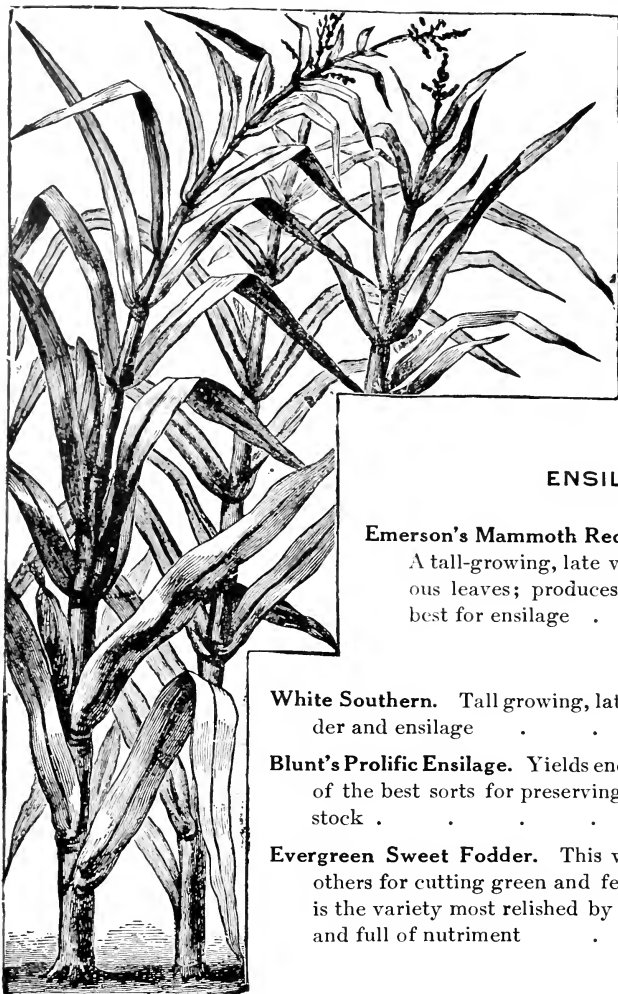 ENSIL
Emerson's Mammoth Red
A tall-growing, late v
ous leaves; produces
best for ensilage .
White Southern. Tall growing, lat
der and ensilage . .
Blunt's Prolific Ensilage. Yields eno
of the best sorts for preserving
stock . . . .
Evergreen Sweet Fodder. This v
others for cutting green and fe
is the variety most relished by
and full of nutriment .